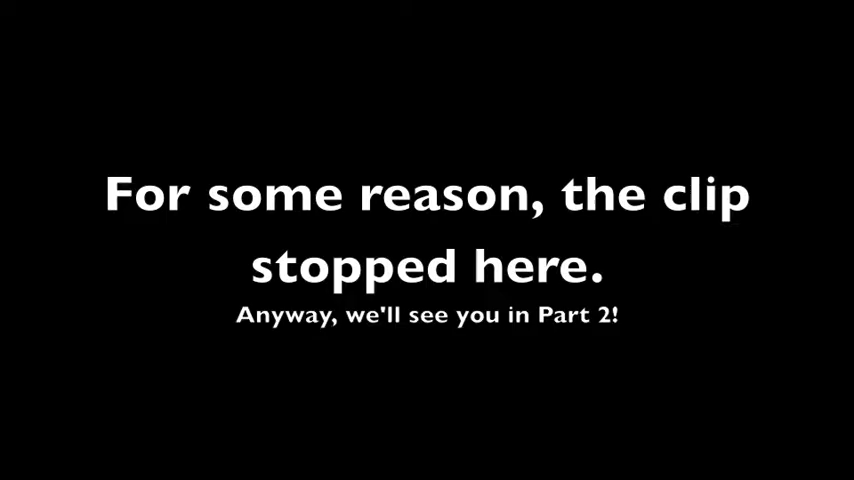 For some reason, the clip
stopped here.
Anyway, we'll see you in Part 2!